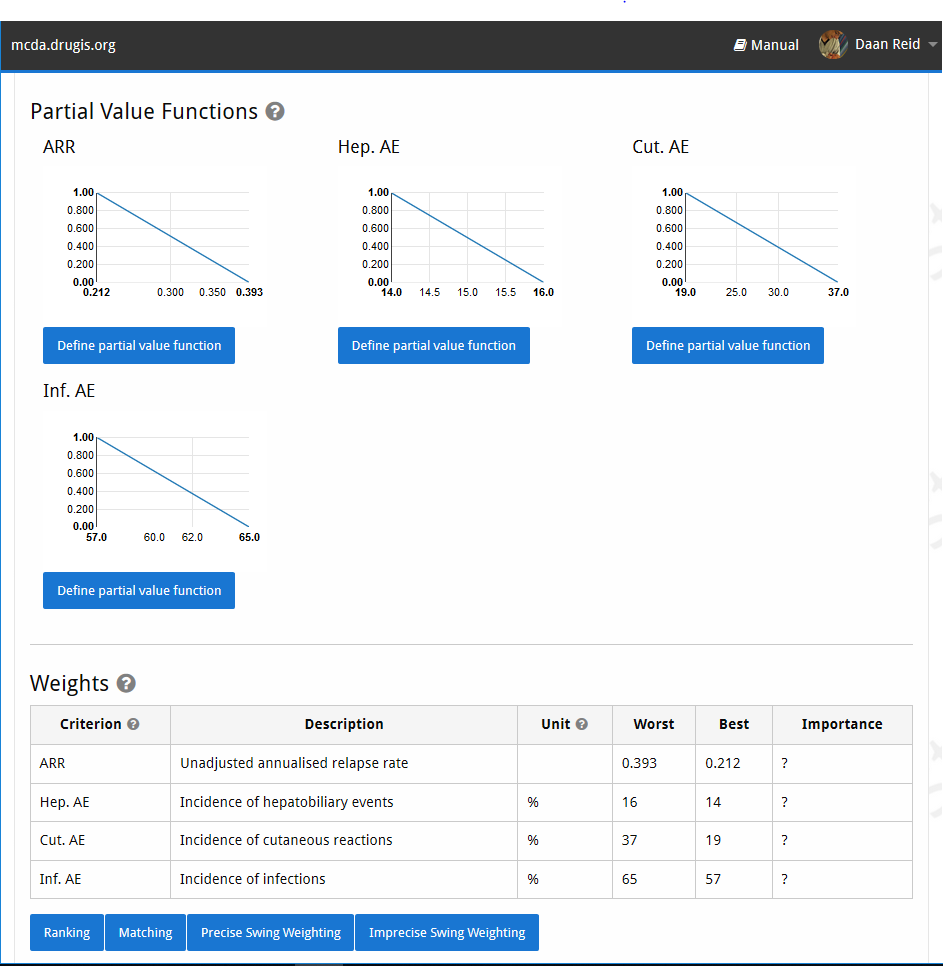 mcda.drugis.org Manual Daan Reid
Partial Value Functions ?
ARR Hep. AE Cut. AE
1.00 1.00 1.00
0.800 0.800 0.800
0.600 0.600 0.600
0.400 0.400 0.400
0.200 0.200 0.200
0.00 0.00 0.00
0.212 0.300 0.350 0.393 14.0 14.5 15.0 15.5 16.0 19.0 25.0 30.0 37.0
Define partial value function Define partial value function Define partial value function
Inf. AE
1.00
0.800
0.600
0.400
0.200
0.00
57.0 60.0 62.0 65.0
Define partial value function
Weights ?
Criterion ? Description Unit ? Worst Best Importance
ARR Unadjusted annualised relapse rate 0.393 0.212 ?
Hep. AE Incidence of hepatobiliary events % 16 14 ?
Cut. AE Incidence of cutaneous reactions % 37 19 ?
Inf. AE Incidence of infections % 65 57 ?
Ranking Matching Precise Swing Weighting Imprecise Swing Weighting